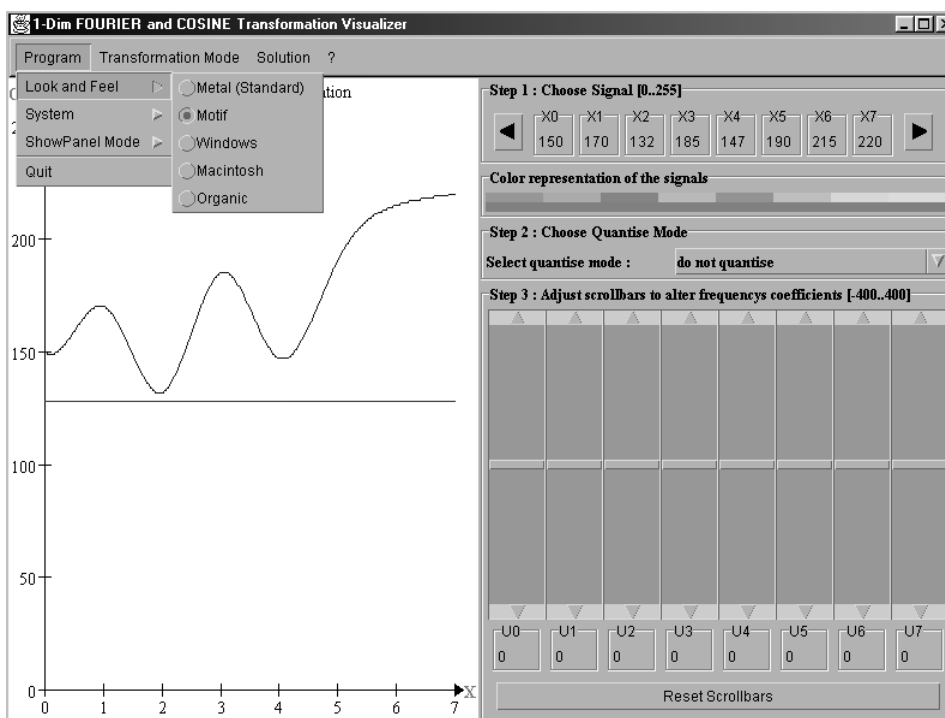 1-Dim FOURIER and COSINE Transformation Visualizer
Program Transformation Mode Solution ?
Look and Feel
System
ShowPanel Mode
Quit
Metal (Standard)
Motif
Windows
Macintosh
Organic
200
150
100
50
0
0 1 2 3 4 5 6 7
X
Step 1 : Choose Signal [0..255]
X0 X1 X2 X3 X4 X5 X6 X7
150 170 132 185 147 190 215 220
Color representation of the signals
Step 2 : Choose Quantise Mode
Select quantise mode : do not quantise
Step 3 : Adjust scrollbars to alter frequencys coefficients [-400..400]
U0 U1 U2 U3 U4 U5 U6 U7
0 0 0 0 0 0 0 0
Reset Scrollbars